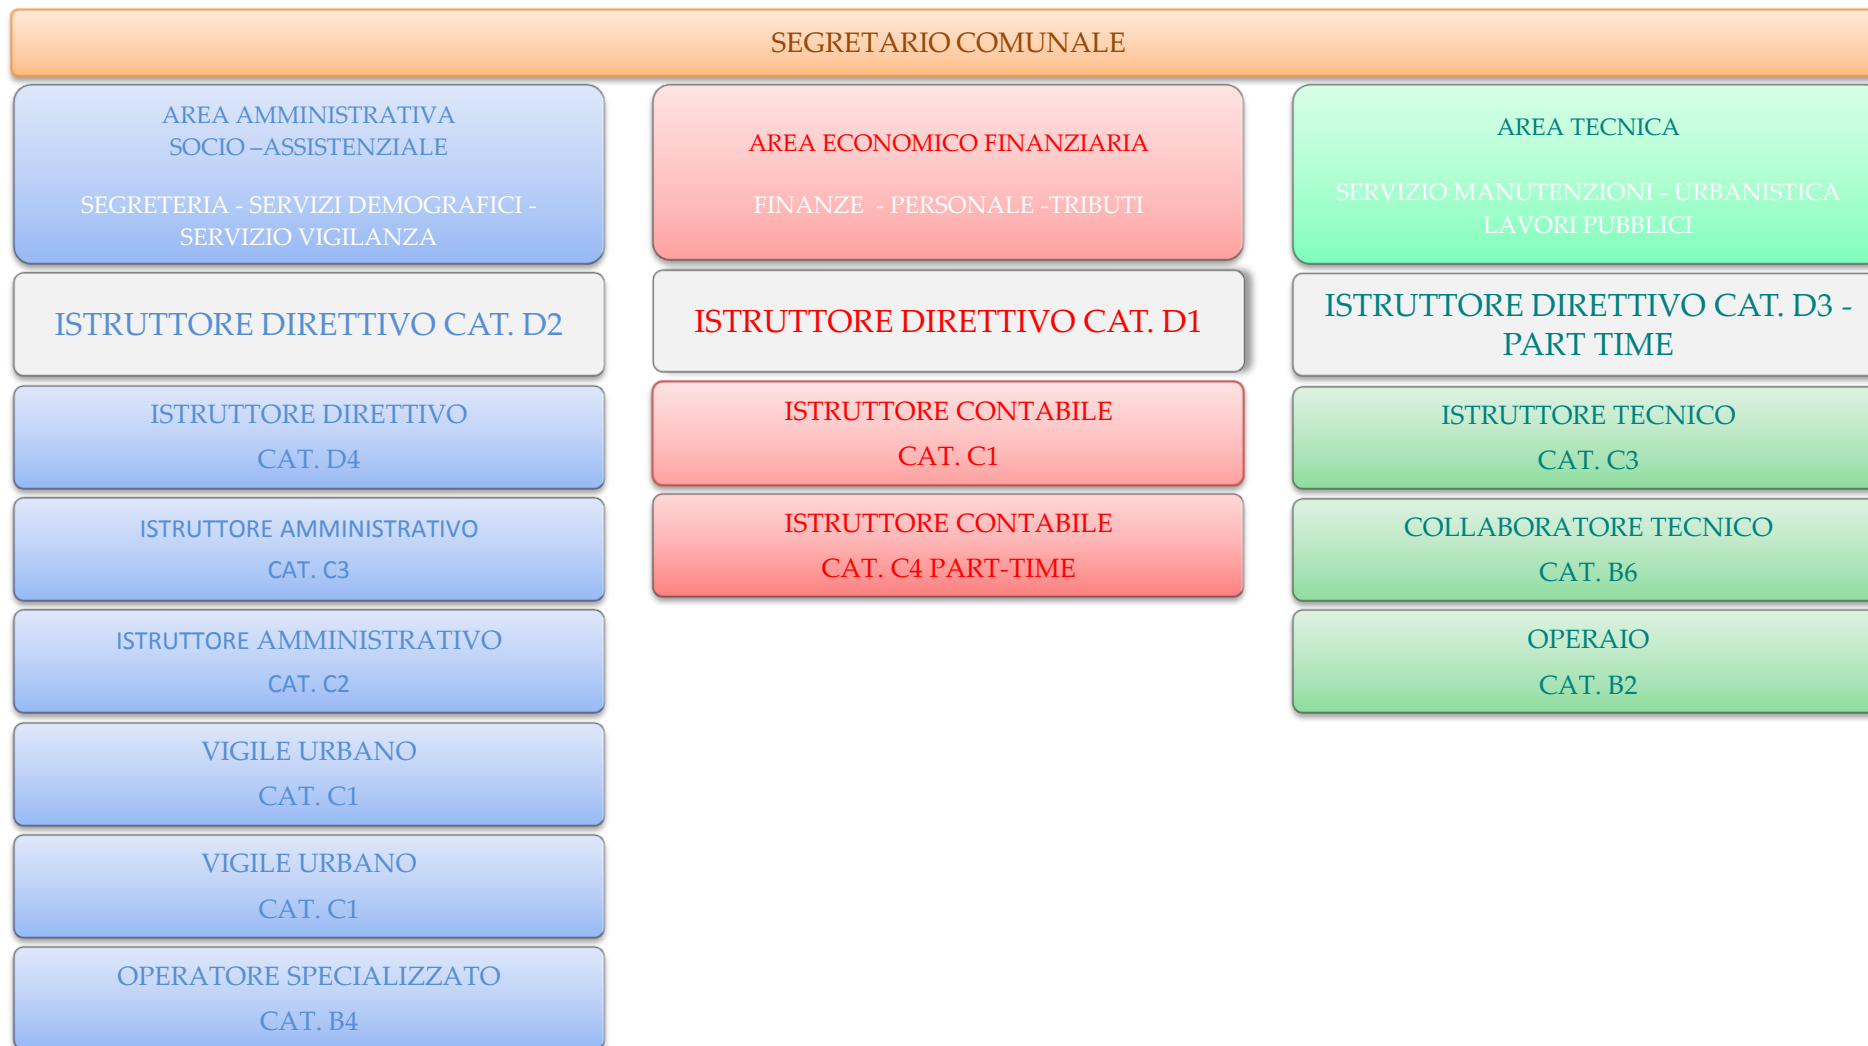 SEGRETARIO COMUNALE
AREA AMMINISTRATIVA
SOCIO –ASSISTENZIALE
SEGRETERIA - SERVIZI DEMOGRAFICI -
SERVIZIO VIGILANZA
ISTRUTTORE DIRETTIVO CAT. D2
ISTRUTTORE DIRETTIVO
CAT. D4
ISTRUTTORE AMMINISTRATIVO
CAT. C3
ISTRUTTORE AMMINISTRATIVO
CAT. C2
VIGILE URBANO
CAT. C1
VIGILE URBANO
CAT. C1
OPERATORE SPECIALIZZATO
CAT. B4
AREA ECONOMICO FINANZIARIA
FINANZE - PERSONALE -TRIBUTI
ISTRUTTORE DIRETTIVO CAT. D1
ISTRUTTORE CONTABILE
CAT. C1
ISTRUTTORE CONTABILE
CAT. C4 PART-TIME
AREA TECNICA
SERVIZIO MANUTENZIONI - URBANISTICA
LAVORI PUBBLICI
ISTRUTTORE DIRETTIVO CAT. D3 -
PART TIME
ISTRUTTORE TECNICO
CAT. C3
COLLABORATORE TECNICO
CAT. B6
OPERAIO
CAT. B2